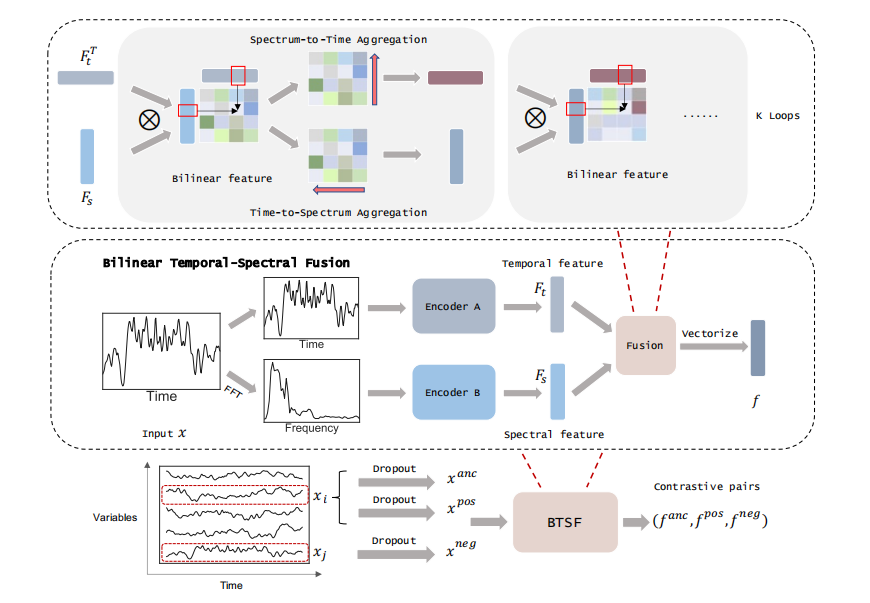 Spectrum-to-Time Aggregation
F_t^T
⊗
⊗
......
K Loops
F_s
Bilinear feature
Bilinear feature
Time-to-Spectrum Aggregation
Bilinear Temporal-Spectral Fusion
Temporal feature
Encoder A
F_t
Time
Time
Fusion
Vectorize
FFT
Encoder B
F_s
f
Frequency
Input x
Spectral feature
Dropout
x^anc
x_i
Dropout
x^pos
Variables
Dropout
x^neg
x_j
BTSF
Contrastive pairs
(f^anc,f^pos,f^neg)
Time